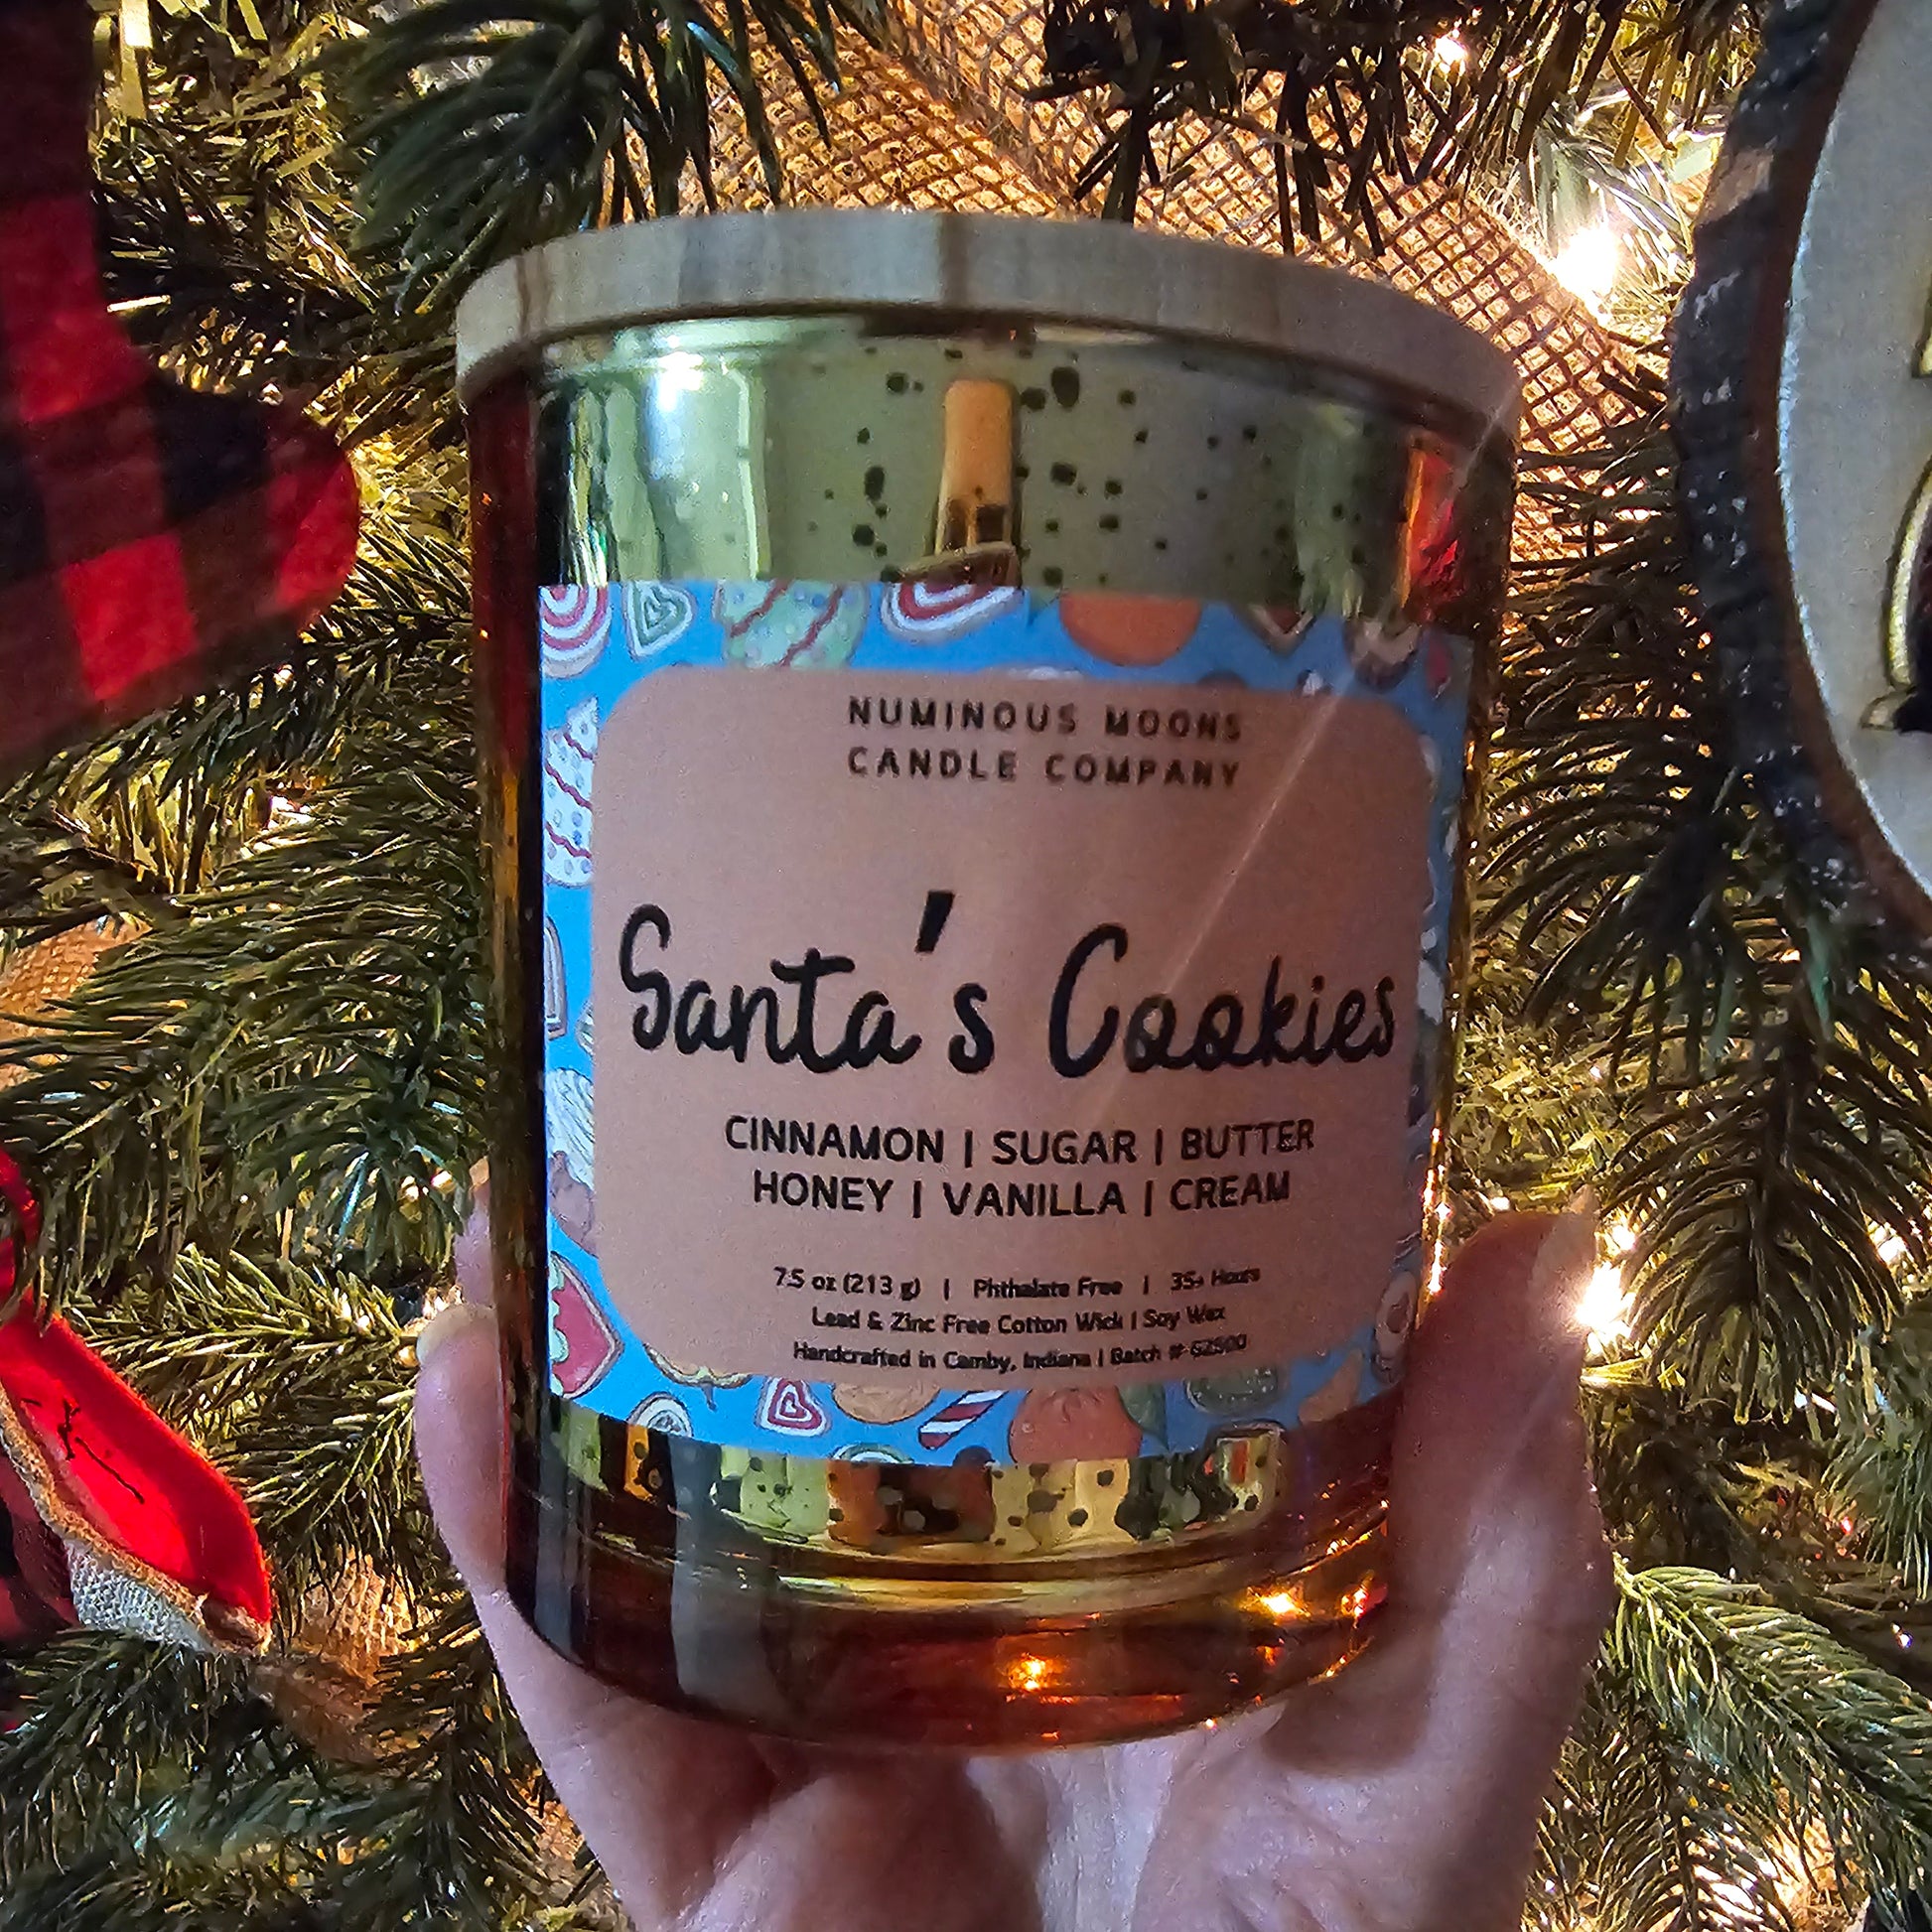 NUMINOUS MOONS
CANDLE COMPANY
Santa's Cookies
CINNAMON | SUGAR | BUTTER
HONEY | VANILLA | CREAM
7.5 oz (213 g) | Phthalate Free | 35+ Hours
Lead & Zinc Free Cotton Wick | Soy Wax
Handcrafted in Camby, Indiana | Batch #